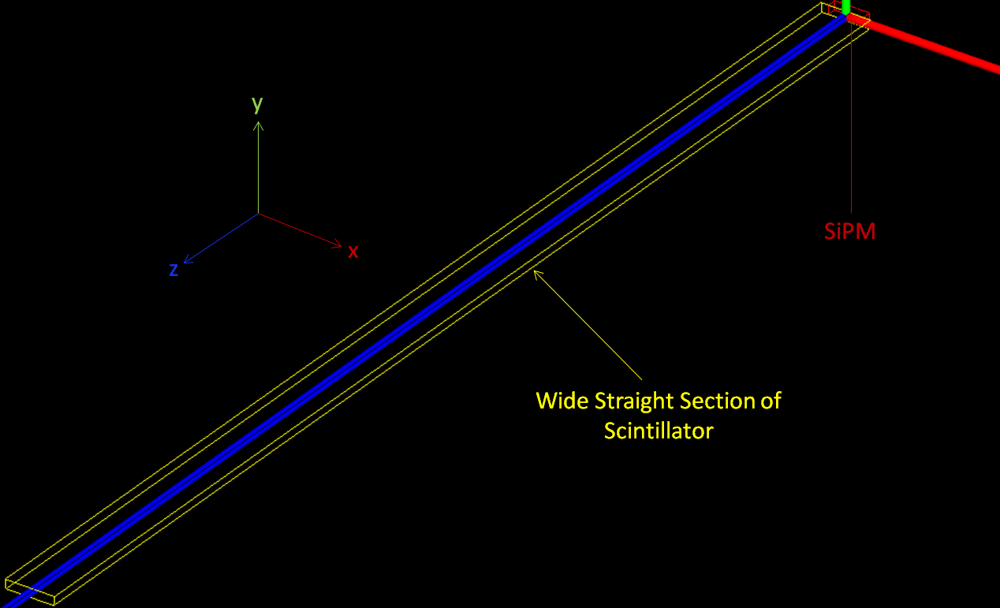 y
x
z
SiPM
Wide Straight Section of
Scintillator